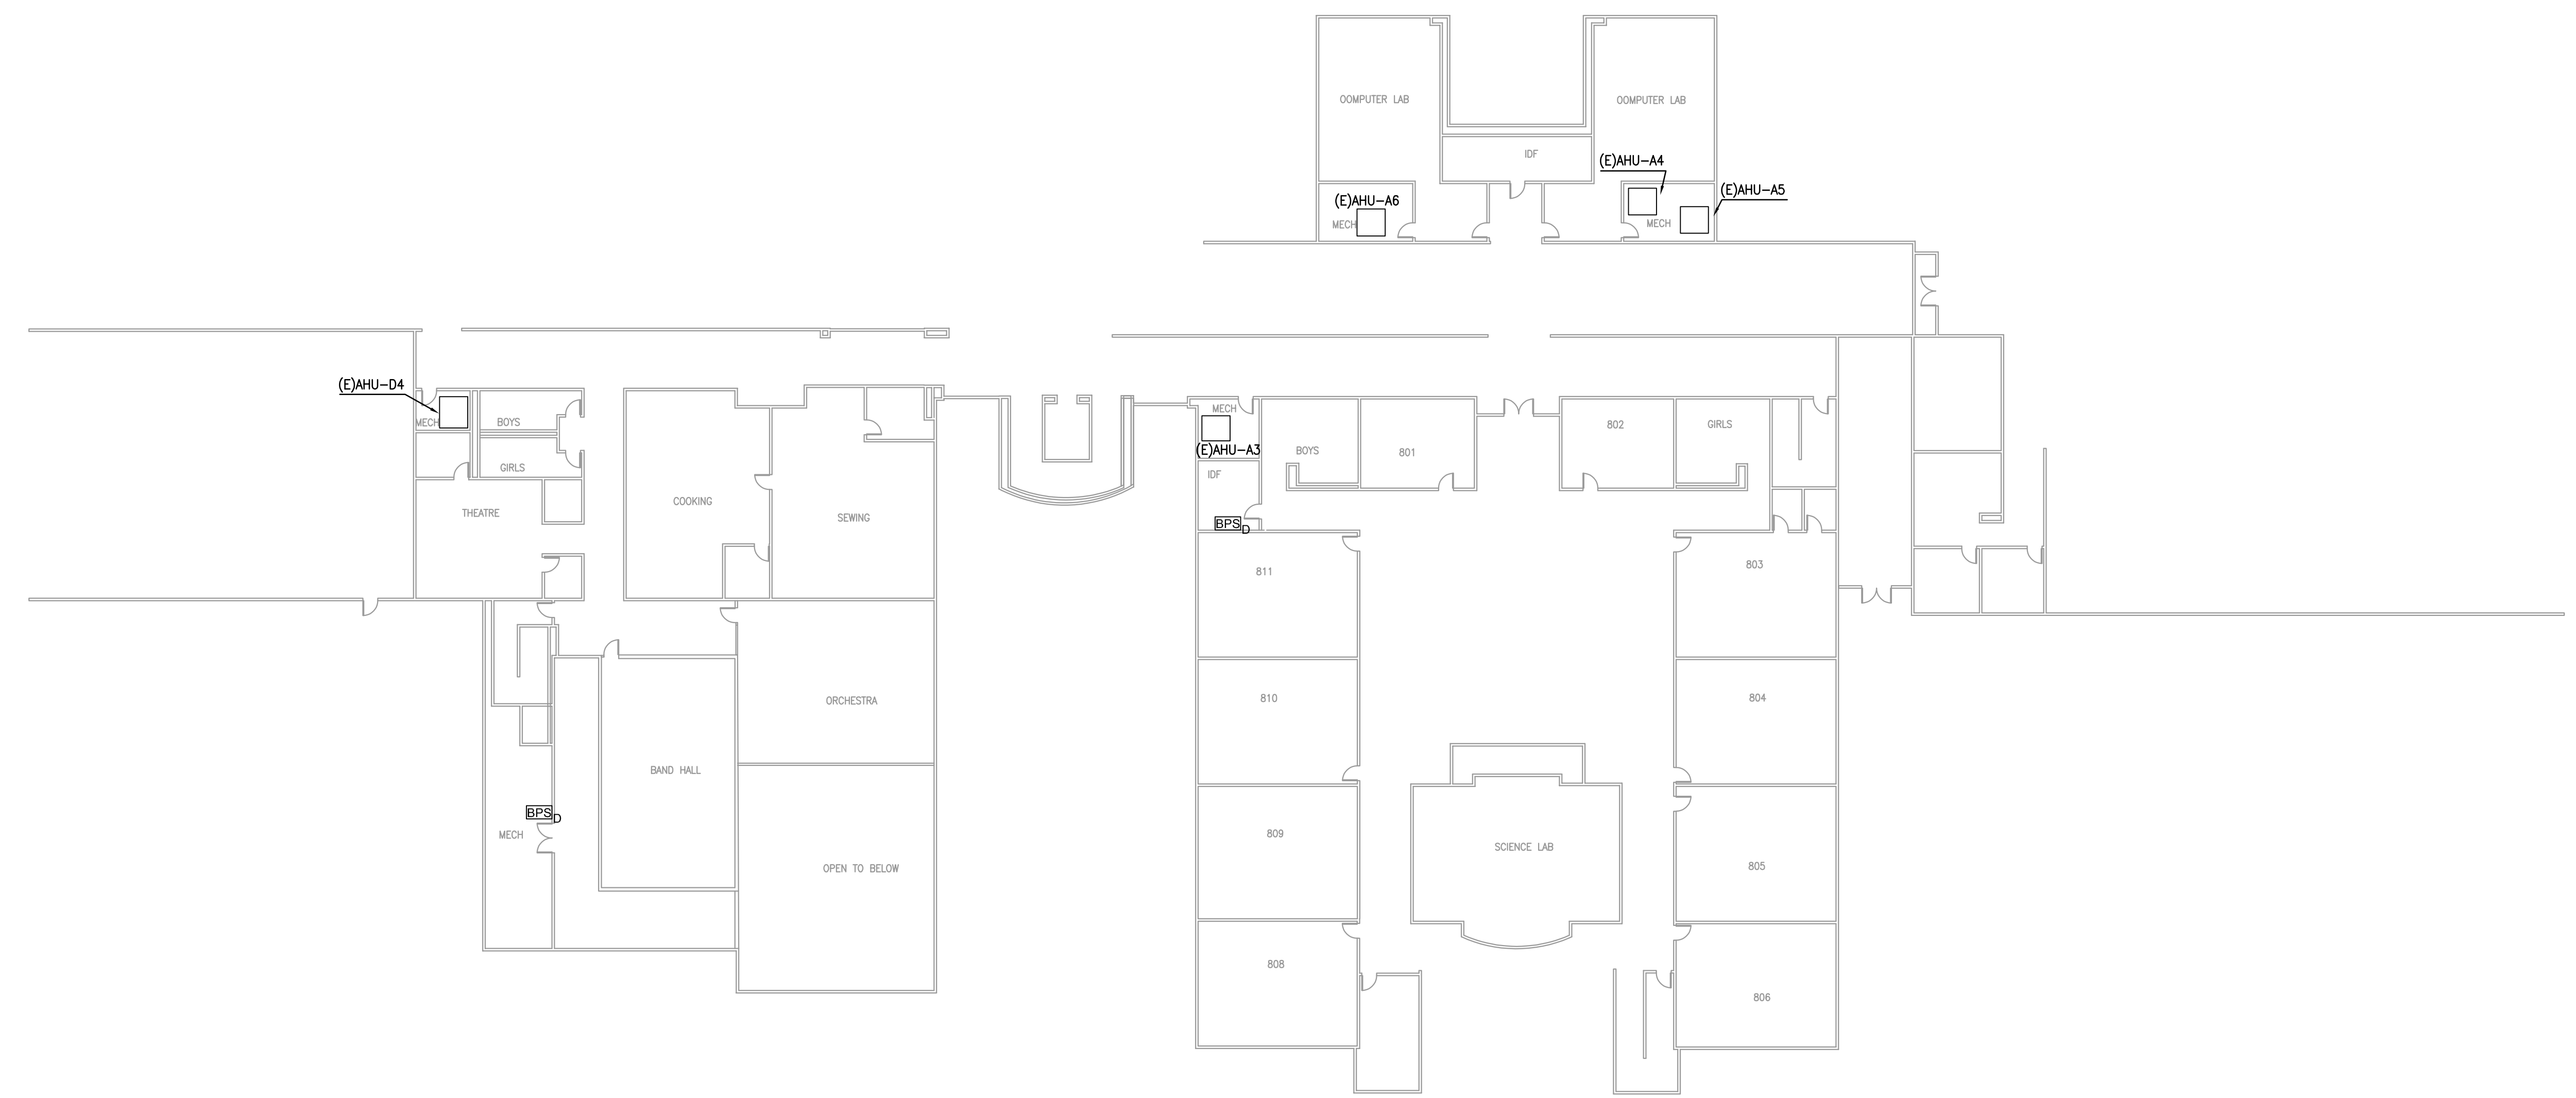 OOMPUTER LAB
OOMPUTER LAB
IDF
(E)AHU-A4
(E)AHU-A5
(E)AHU-A6
MECH
MECH
(E)AHU-D4
MECH
BOYS
GIRLS
THEATRE
COOKING
SEWING
MECH
(E)AHU-A3
IDF
BPS
D
BOYS
801
802
GIRLS
811
803
810
804
ORCHESTRA
BAND HALL
BPS
D
MECH
OPEN TO BELOW
809
SCIENCE LAB
805
808
806